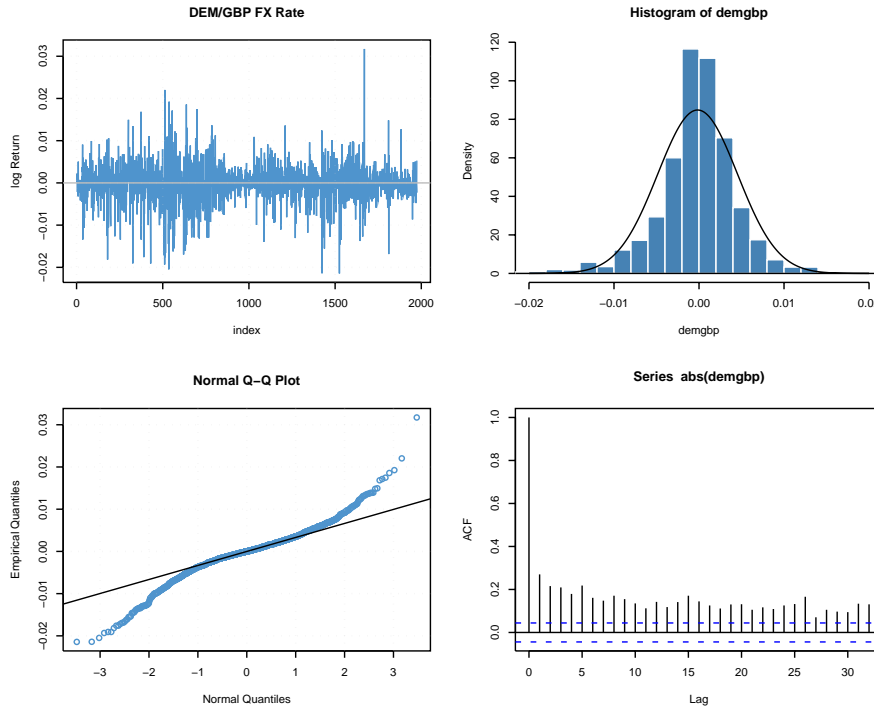 DEM/GBP FX Rate
log Return
0.03
0.02
0.01
0.00
−0.01
−0.02
0 500 1000 1500 2000
index
Histogram of demgbp
Density
120
100
80
60
40
20
0
−0.02 −0.01 0.00 0.01 0.0
demgbp
Normal Q−Q Plot
Empirical Quantiles
0.03
0.02
0.01
0.00
−0.01
−0.02
−3 −2 −1 0 1 2 3
Normal Quantiles
Series abs(demgbp)
ACF
1.0
0.8
0.6
0.4
0.2
0.0
0 5 10 15 20 25 30
Lag